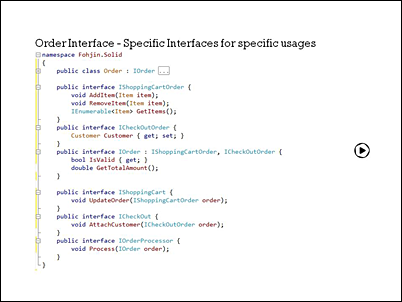 Order Interface - Specific Interfaces for specific usages
namespace Fohjin.Solid
{
public class Order : IOrder ...
public interface IShoppingCartOrder {
void AddItem(Item item);
void RemoveItem(Item item);
IEnumerable<Item> GetItems();
}
public interface ICheckOutOrder {
Customer Customer { get; set; }
}
public interface IOrder : IShoppingCartOrder, ICheckOutOrder {
bool IsValid { get; }
double GetTotalAmount();
}
public interface IShoppingCart {
void UpdateOrder(IShoppingCartOrder order);
}
public interface ICheckOut {
void AttachCustomer(ICheckOutOrder order);
}
public interface IOrderProcessor {
void Process(IOrder order);
}
}